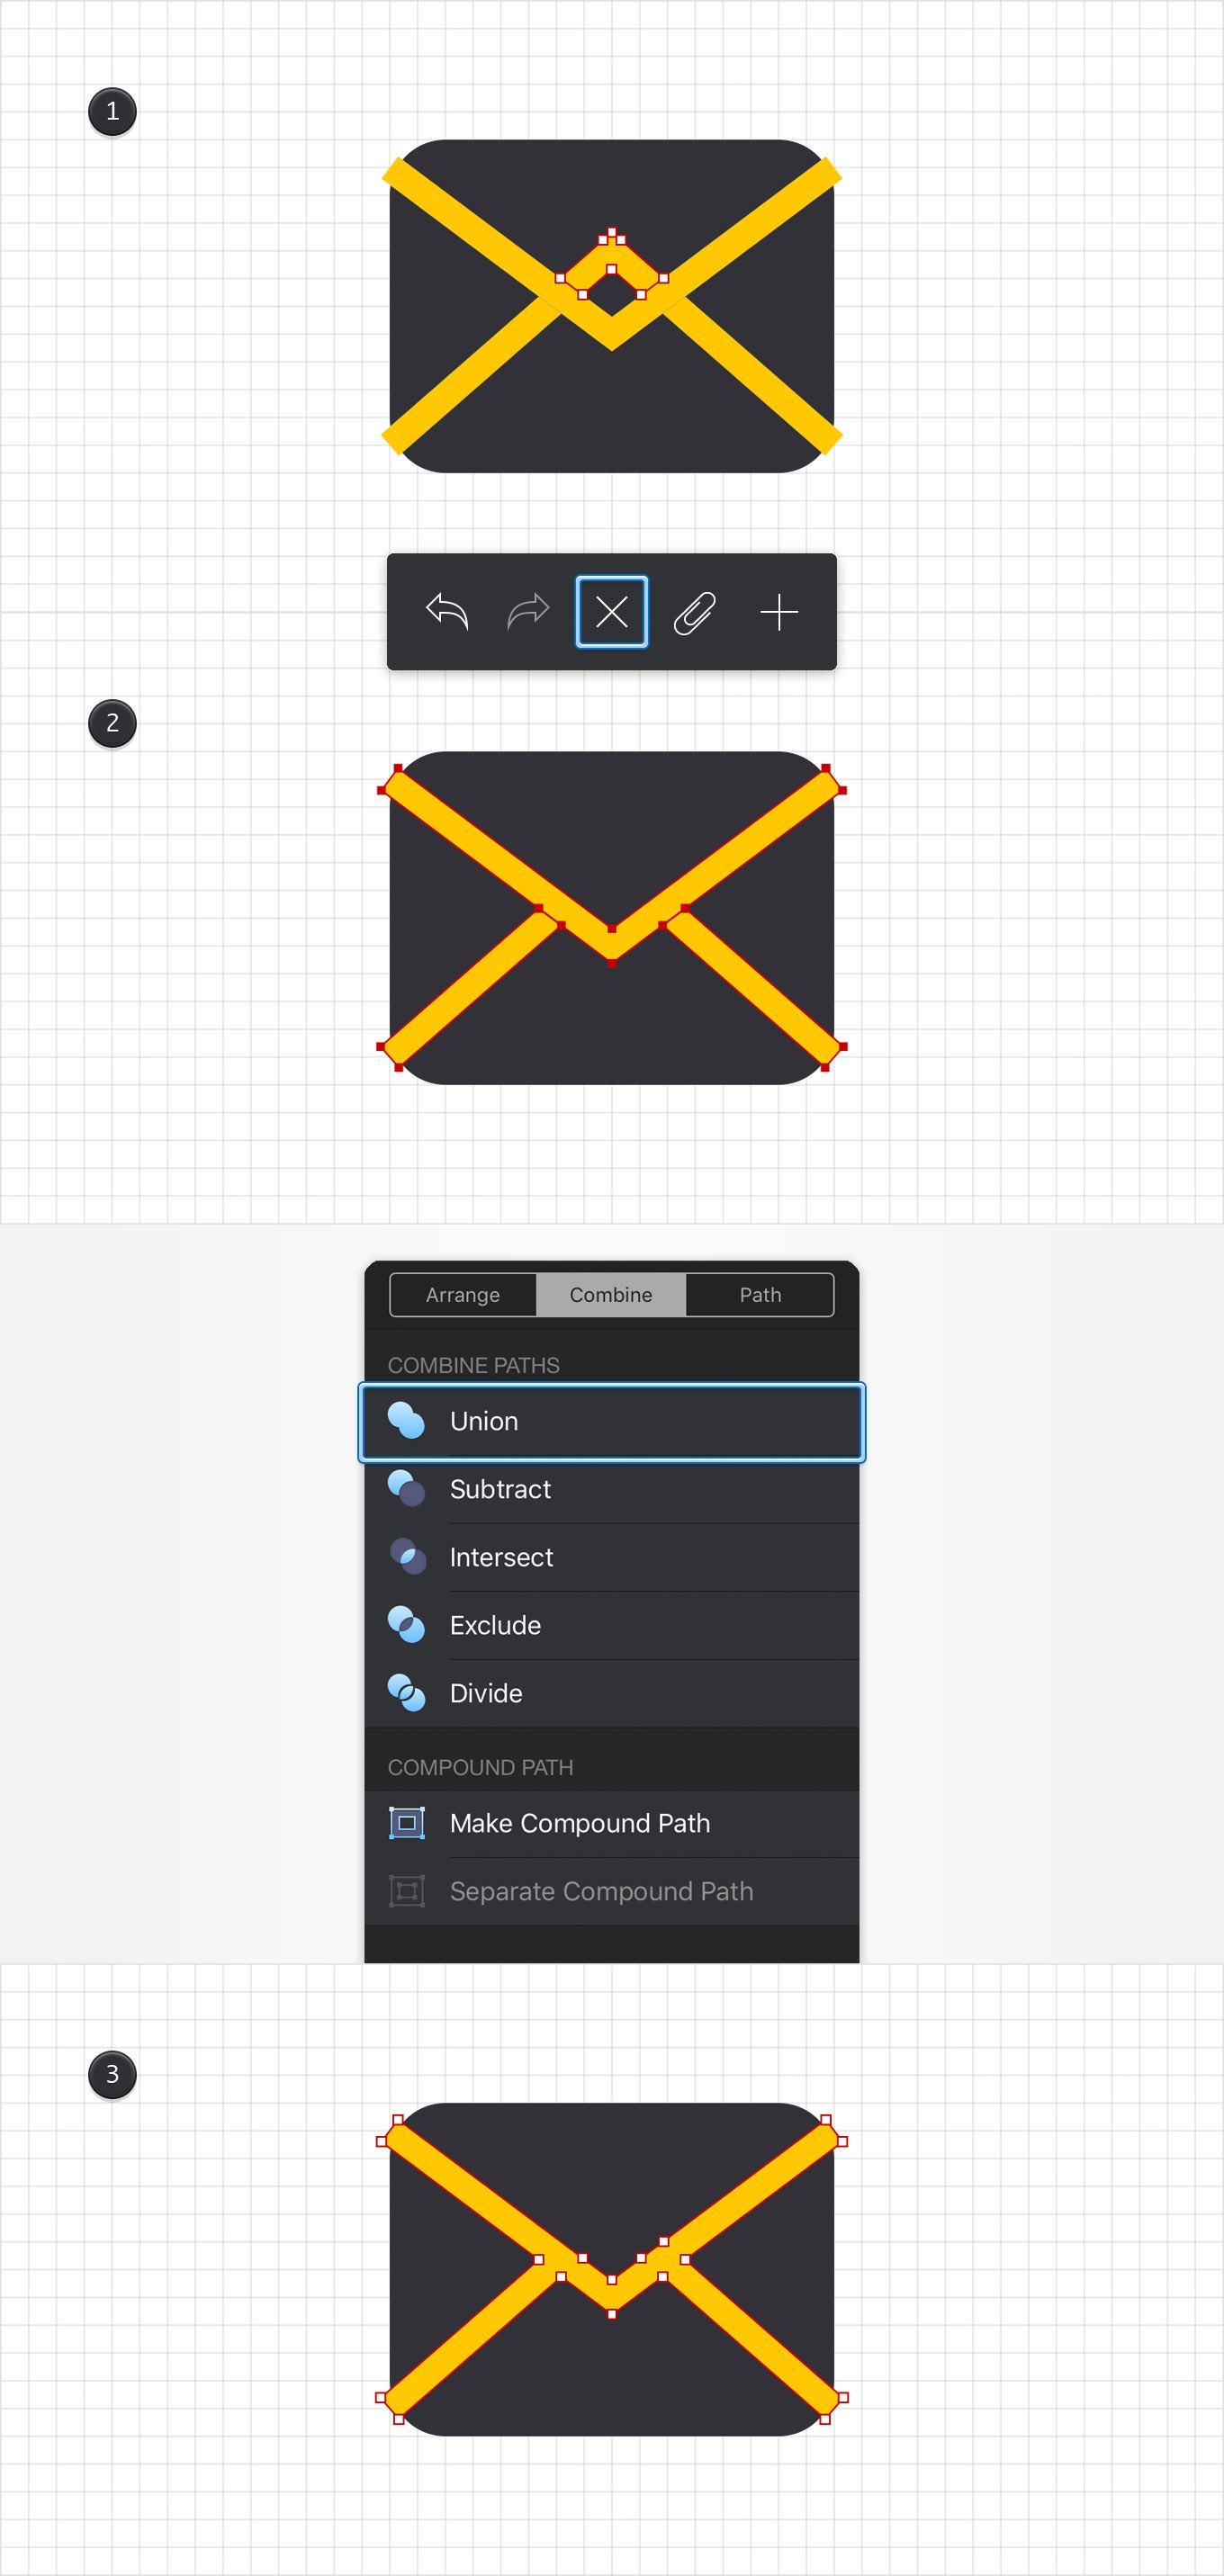 1
2
Arrange Combine Path
COMBINE PATHS
Union
Subtract
Intersect
Exclude
Divide
COMPOUND PATH
Make Compound Path
Separate Compound Path
3